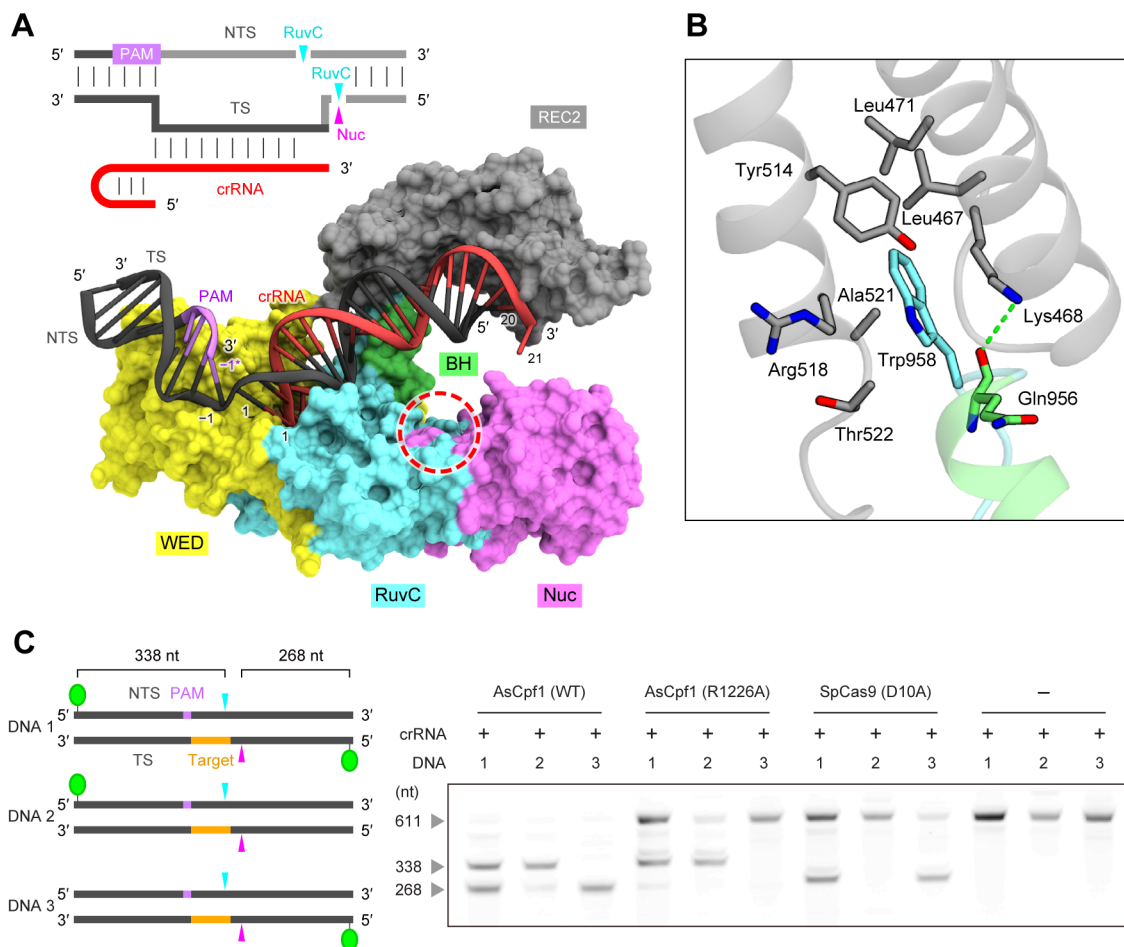 A
5′ PAM NTS RuvC 3′
RuvC
3′ TS 5′
Nuc
3′
crRNA
5′
REC2
5′ 3′ TS
NTS
PAM
crRNA
3′
−1*
−1
1
1
5′ 20 3′
21
BH
WED
RuvC
Nuc
B
Leu471
Tyr514
Leu467
Ala521
Lys468
Arg518
Trp958
Gln956
Thr522
C
338 nt 268 nt
NTS PAM
DNA 1 5′ 3′
3′ 5′
TS Target
DNA 2 5′ 3′
3′ 5′
DNA 3 5′ 3′
3′ 5′
AsCpf1 (WT) AsCpf1 (R1226A) SpCas9 (D10A) –
crRNA + + + + + + + + + + + +
DNA 1 2 3 1 2 3 1 2 3 1 2 3
(nt)
611
338
268